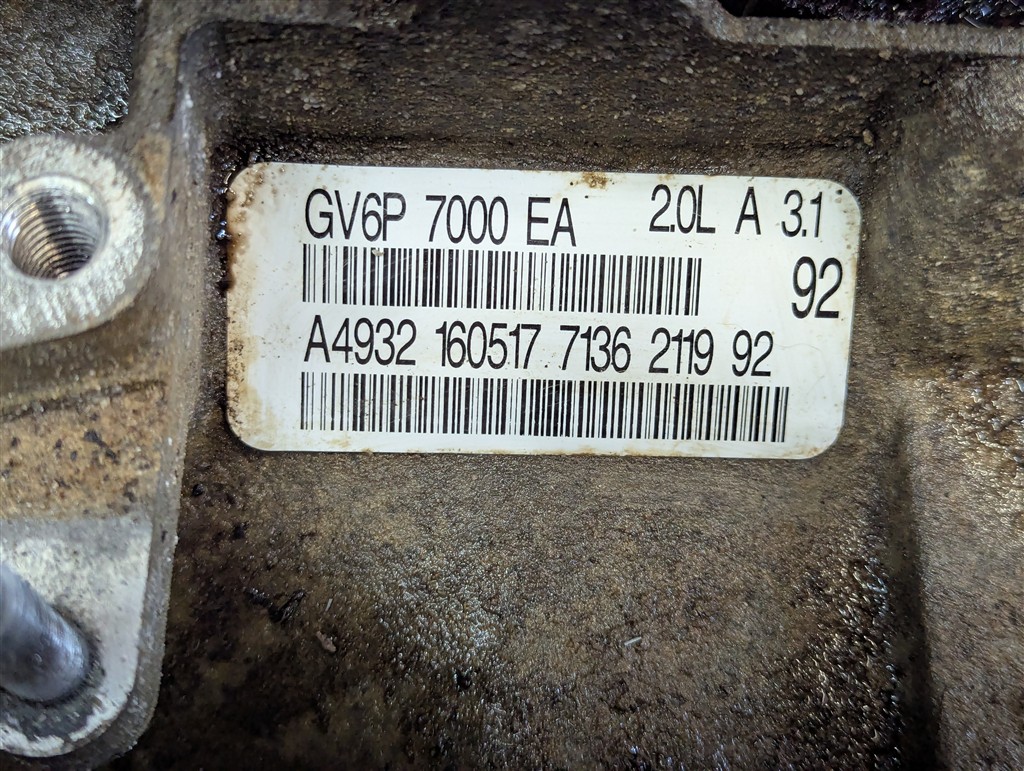 GV6P 7000 EA 2.0L A 3.1
92
A4932 160517 7136 2119 92